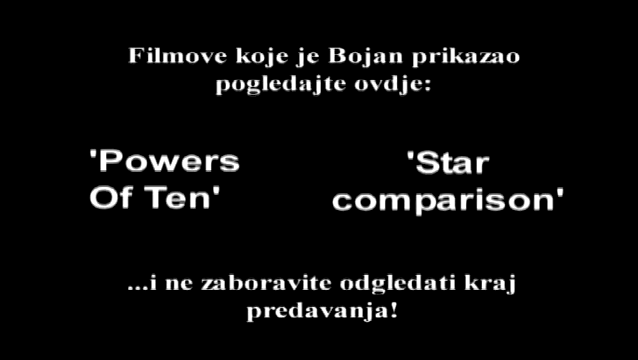 Filmove koje je Bojan prikazao
pogledajte ovdje:
'Powers
Of Ten'
'Star
comparison'
...i ne zaboravite odgledati kraj
predavanja!